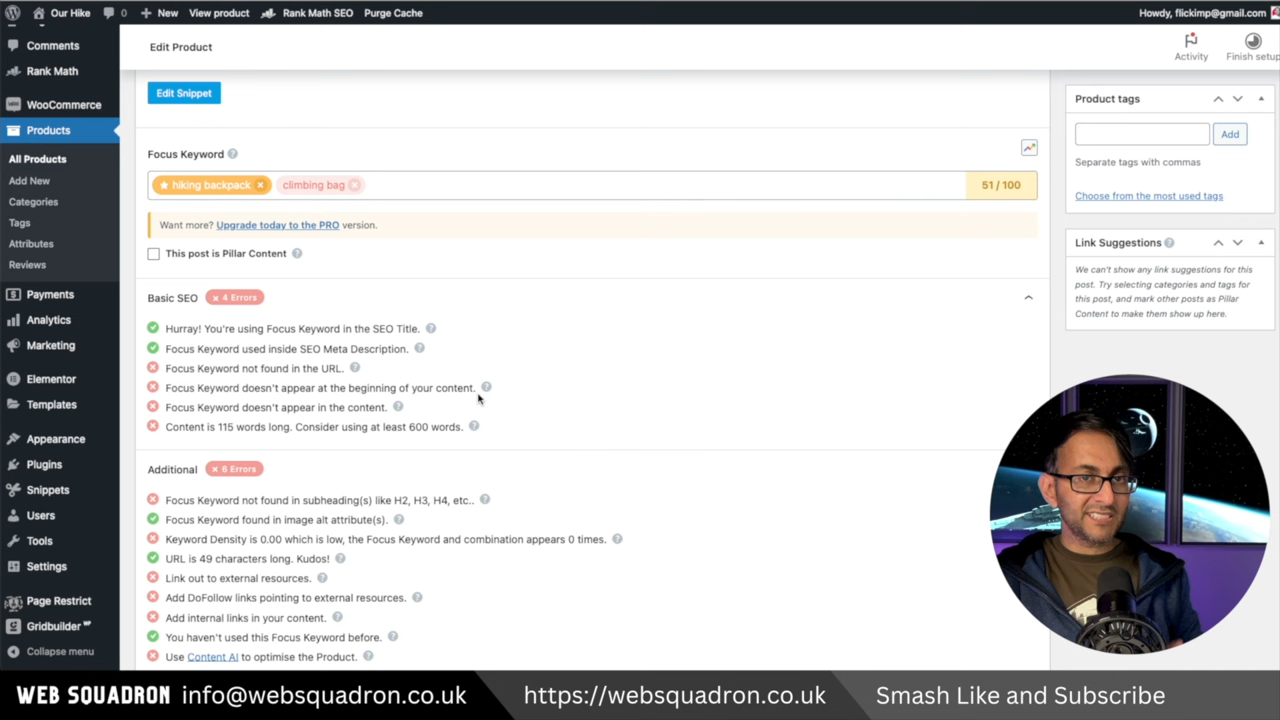 Our Hike 0 + New View product Rank Math SEO Purge Cache Howdy, flickimp@gmail.com
Comments
Rank Math
WooCommerce
Products
All Products
Add New
Categories
Tags
Attributes
Reviews
Payments
Analytics
Marketing
Elementor
Templates
Appearance
Plugins
Snippets
Users
Tools
Settings
Page Restrict
Gridbuilder ᵂᴾ
Collapse menu
Edit Product
Activity
Finish setup
Edit Snippet
Focus Keyword
hiking backpack climbing bag 51 / 100
Want more? Upgrade today to the PRO version.
This post is Pillar Content
Basic SEO × 4 Errors
Hurray! You're using Focus Keyword in the SEO Title.
Focus Keyword used inside SEO Meta Description.
Focus Keyword not found in the URL.
Focus Keyword doesn't appear at the beginning of your content.
Focus Keyword doesn't appear in the content.
Content is 115 words long. Consider using at least 600 words.
Additional × 6 Errors
Focus Keyword not found in subheading(s) like H2, H3, H4, etc..
Focus Keyword found in image alt attribute(s).
Keyword Density is 0.00 which is low, the Focus Keyword and combination appears 0 times.
URL is 49 characters long. Kudos!
Link out to external resources.
Add DoFollow links pointing to external resources.
Add internal links in your content.
You haven't used this Focus Keyword before.
Use Content AI to optimise the Product.
Product tags
Add
Separate tags with commas
Choose from the most used tags
Link Suggestions
We can't show any link suggestions for this
post. Try selecting categories and tags for
this post, and mark other posts as Pillar
Content to make them show up here.
WEB SQUADRON info@websquadron.co.uk https://websquadron.co.uk Smash Like and Subscribe